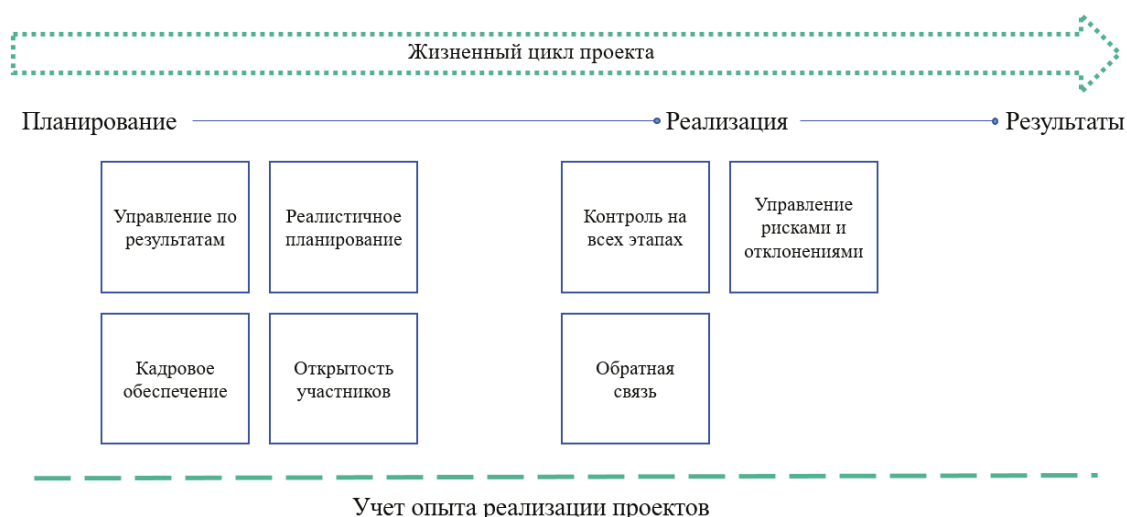 Жизненный цикл проекта
Планирование
Реализация
Результаты
Управление по
результатам
Реалистичное
планирование
Контроль на
всех этапах
Управление
рисками и
отклонениями
Кадровое
обеспечение
Открытость
участников
Обратная
связь
Учет опыта реализации проектов